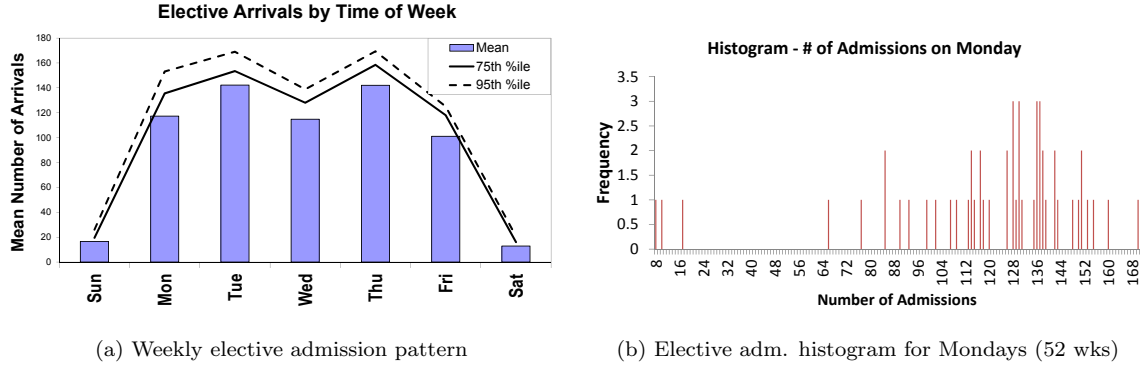 Elective Arrivals by Time of Week
Mean Number of Arrivals
180
160
140
120
100
80
60
40
20
0
Mean
75th %ile
95th %ile
Sun
Mon
Tue
Wed
Thu
Fri
Sat
(a) Weekly elective admission pattern
Histogram - # of Admissions on Monday
Frequency
3.5
3
2.5
2
1.5
1
0.5
0
8 16 24 32 40 48 56 64 72 80 88 96 104 112 120 128 136 144 152 160 168
Number of Admissions
(b) Elective adm. histogram for Mondays (52 wks)